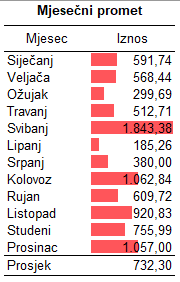 Mjesečni promet
Mjesec Iznos
Siječanj 591,74
Veljača 568,44
Ožujak 299,69
Travanj 512,71
Svibanj 1.843,38
Lipanj 185,26
Srpanj 380,00
Kolovoz 1.062,84
Rujan 609,72
Listopad 920,83
Studeni 755,99
Prosinac 1.057,00
Prosjek 732,30